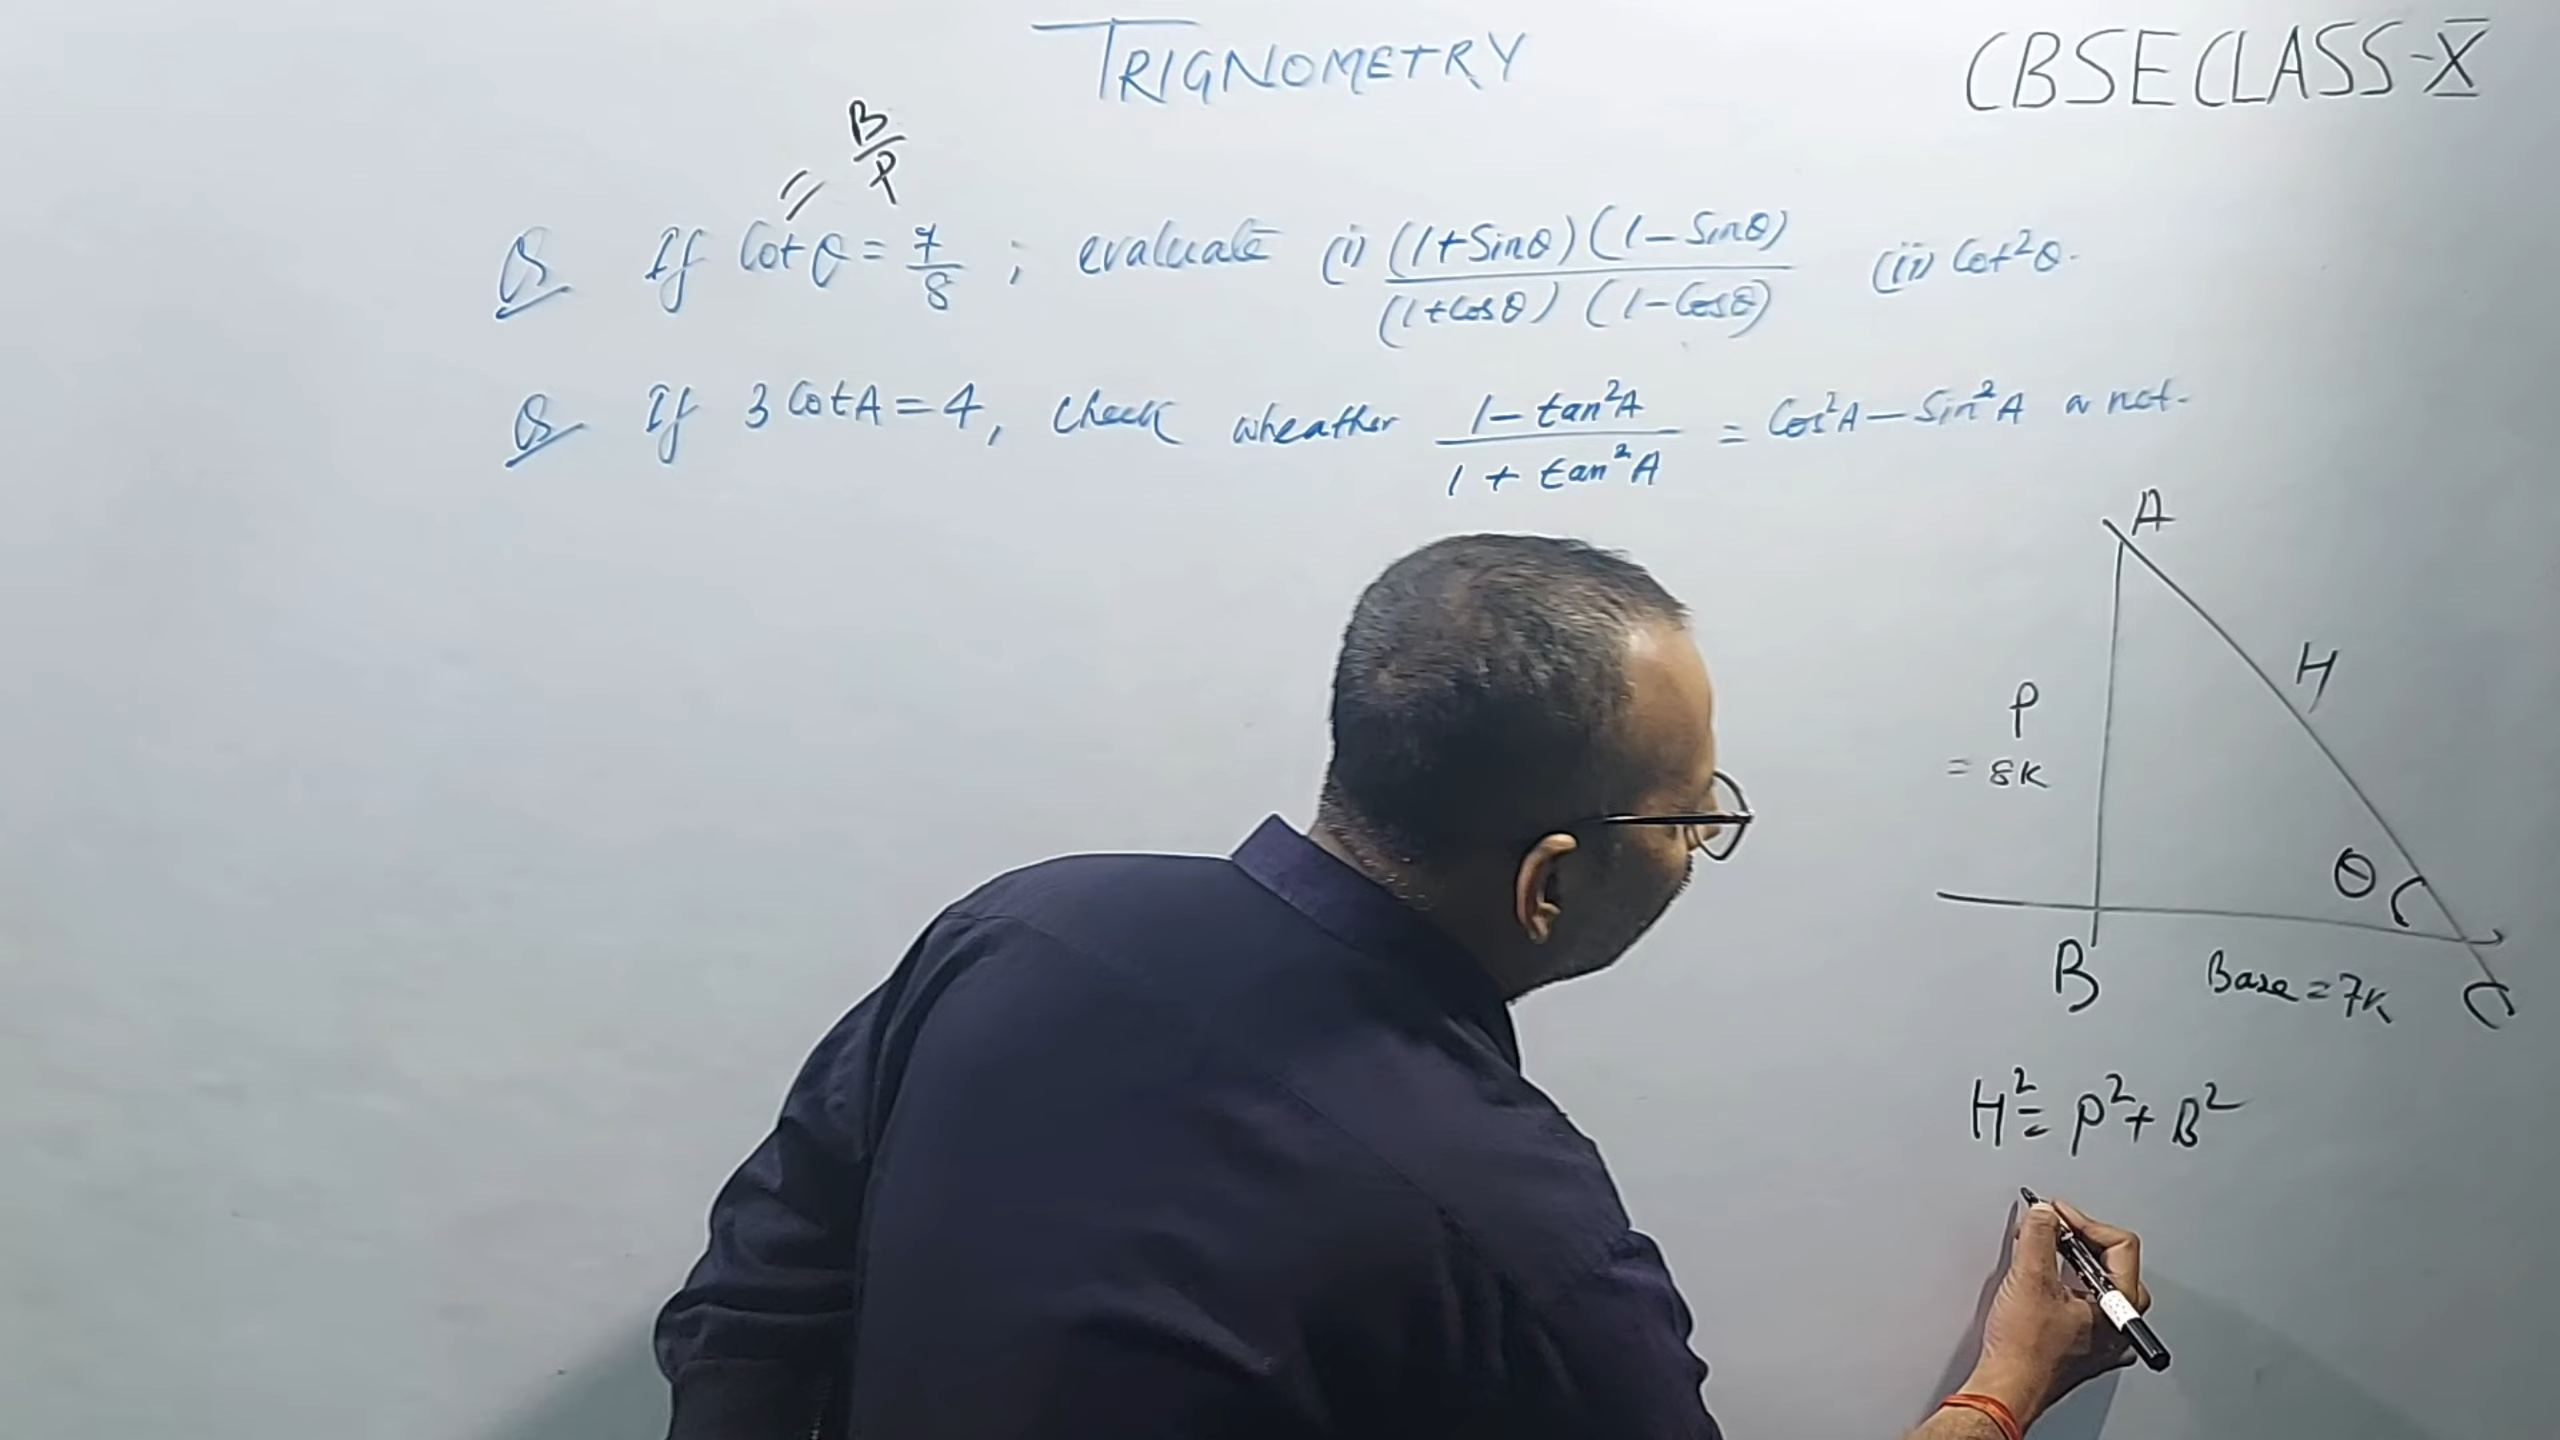 TRIGNOMETRY
CBSE CLASS-X
= B/P
Q If Cot θ = 7/8 ; evaluate (i) (1+Sinθ)(1-Sinθ)/(1+Cosθ)(1-Cosθ) (ii) Cot²θ.
Q If 3 Cot A = 4, Check wheather 1-tan²A/1+tan²A = Cos²A - Sin²A or not.
A
H
P
= 8K
θ
B
Base = 7K
C
H² = P² + B²